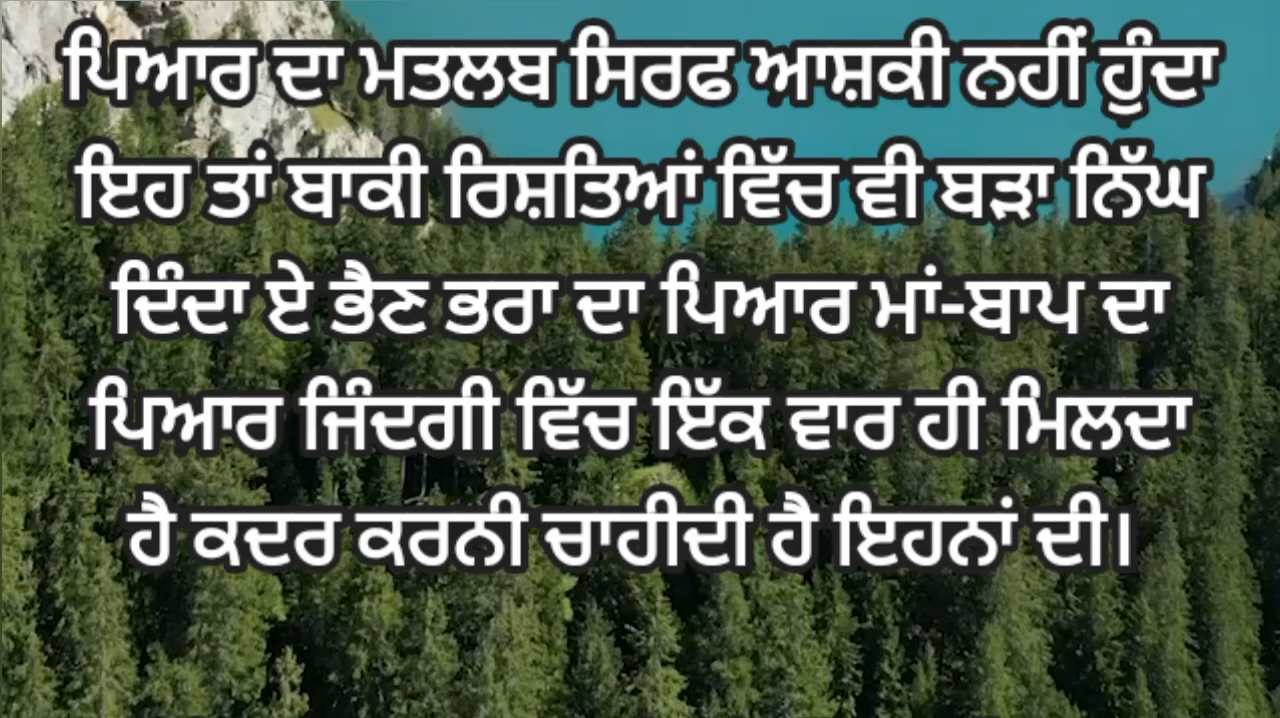 ਪਿਆਰ ਦਾ ਮਤਲਬ ਸਿਰਫ ਆਸ਼ਕੀ ਨਹੀਂ ਹੁੰਦਾ
ਇਹ ਤਾਂ ਬਾਕੀ ਰਿਸ਼ਤਿਆਂ ਵਿੱਚ ਵੀ ਬੜਾ ਨਿੱਘ
ਦਿੰਦਾ ਏ ਭੈਣ ਭਰਾ ਦਾ ਪਿਆਰ ਮਾਂ-ਬਾਪ ਦਾ
ਪਿਆਰ ਜਿੰਦਗੀ ਵਿੱਚ ਇੱਕ ਵਾਰ ਹੀ ਮਿਲਦਾ
ਹੈ ਕਦਰ ਕਰਨੀ ਚਾਹੀਦੀ ਹੈ ਇਹਨਾਂ ਦੀ।